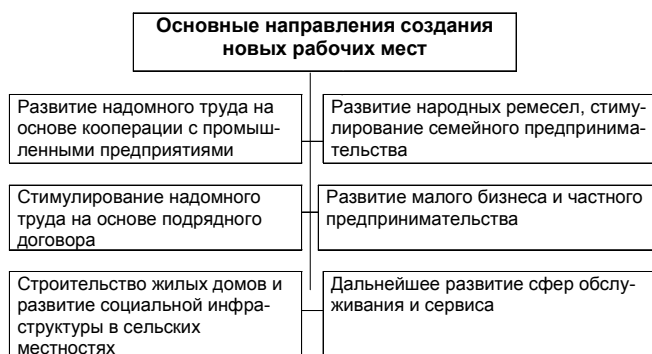 Основные направления создания
новых рабочих мест
Развитие надомного труда на
основе кооперации с промыш-
ленными предприятиями
Развитие народных ремесел, стиму-
лирование семейного предпринима-
тельства
Стимулирование надомного
труда на основе подрядного
договора
Развитие малого бизнеса и частного
предпринимательства
Строительство жилых домов и
развитие социальной инфра-
структуры в сельских
местностях
Дальнейшее развитие сфер обслу-
живания и сервиса